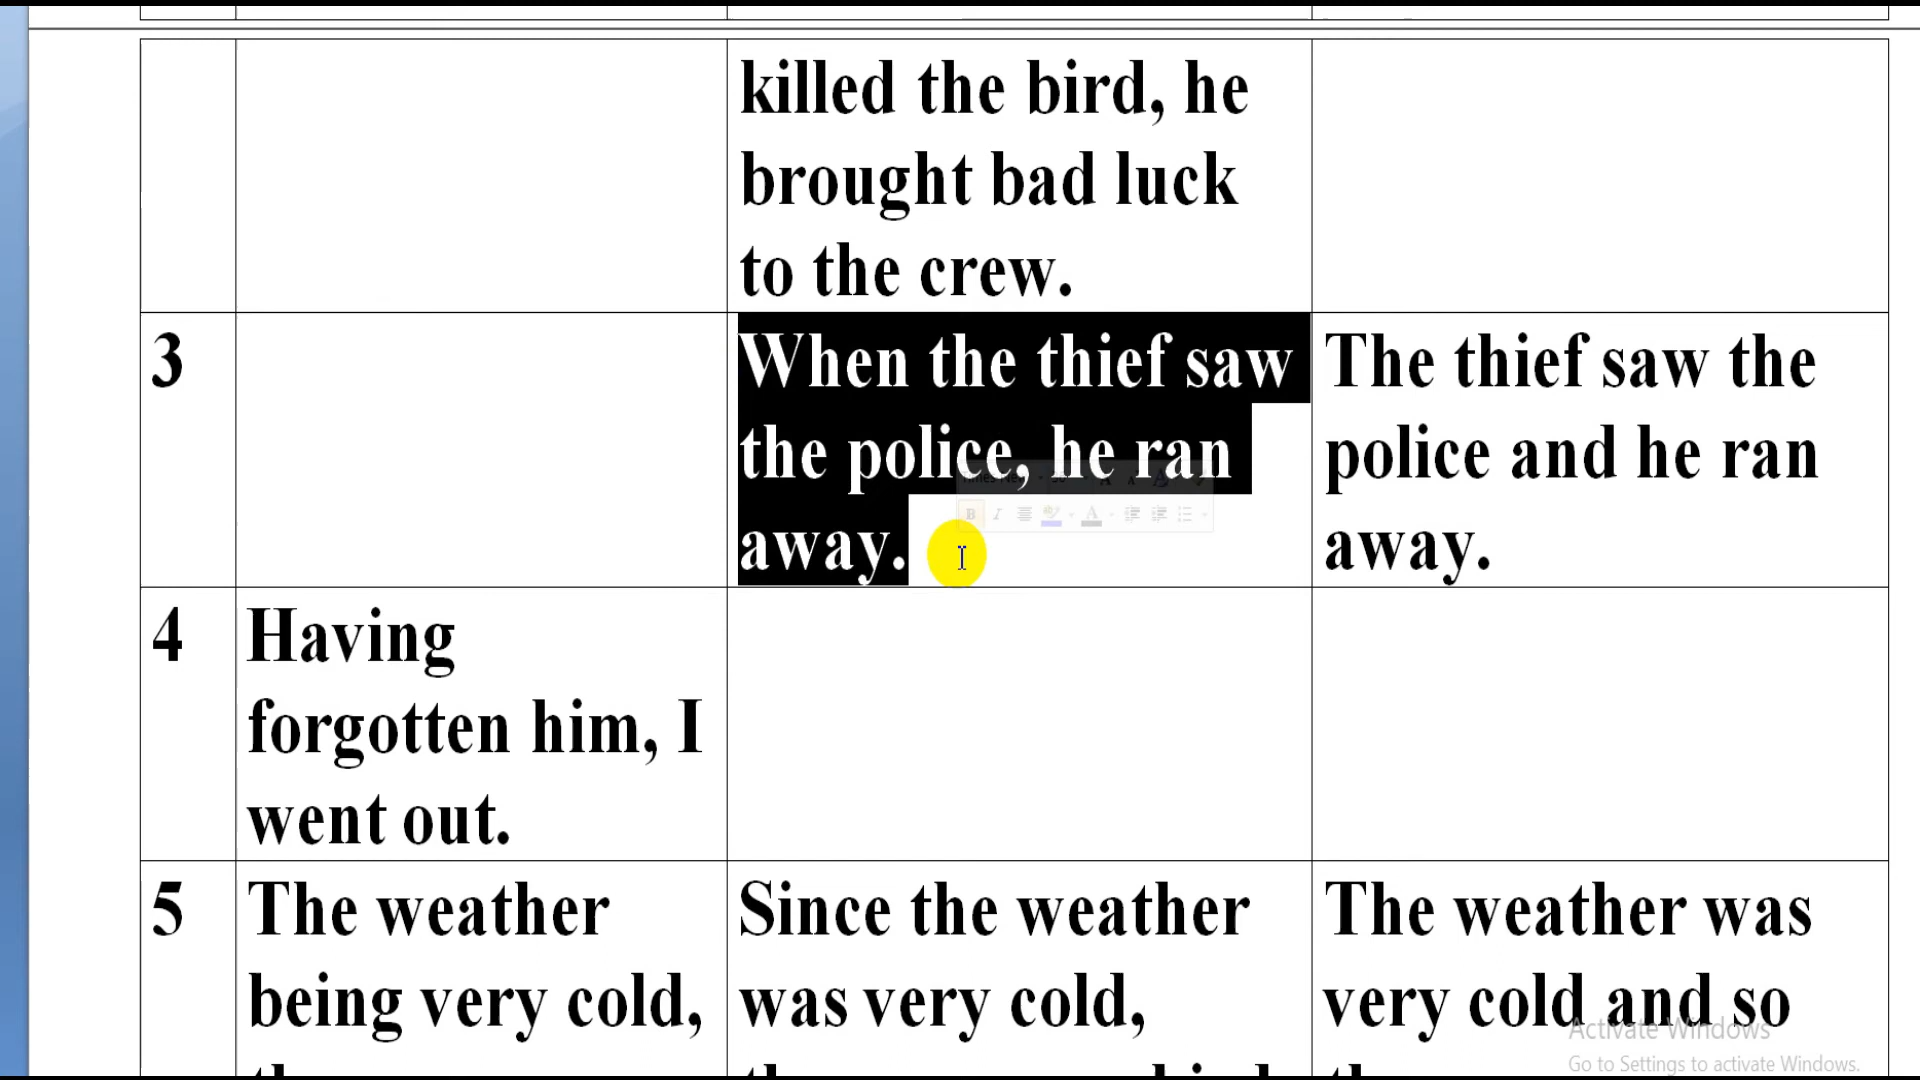 killed the bird, he
brought bad luck
to the crew.
3
When the thief saw
the police, he ran
away.
The thief saw the
police and he ran
away.
4
Having
forgotten him, I
went out.
5
The weather
being very cold,
Since the weather
was very cold,
The weather was
very cold and so
Activate Windows
Go to Settings to activate Windows.